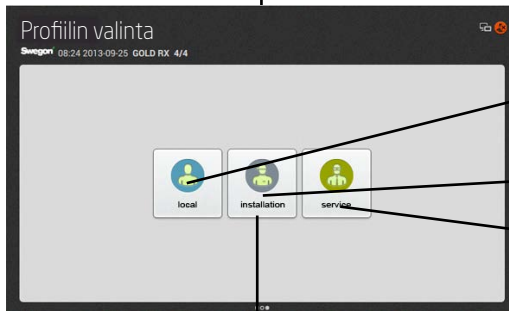 Profiilin valinta
Swegon 08:24 2013-09-25 GOLD RX 4/4
local
installation
service